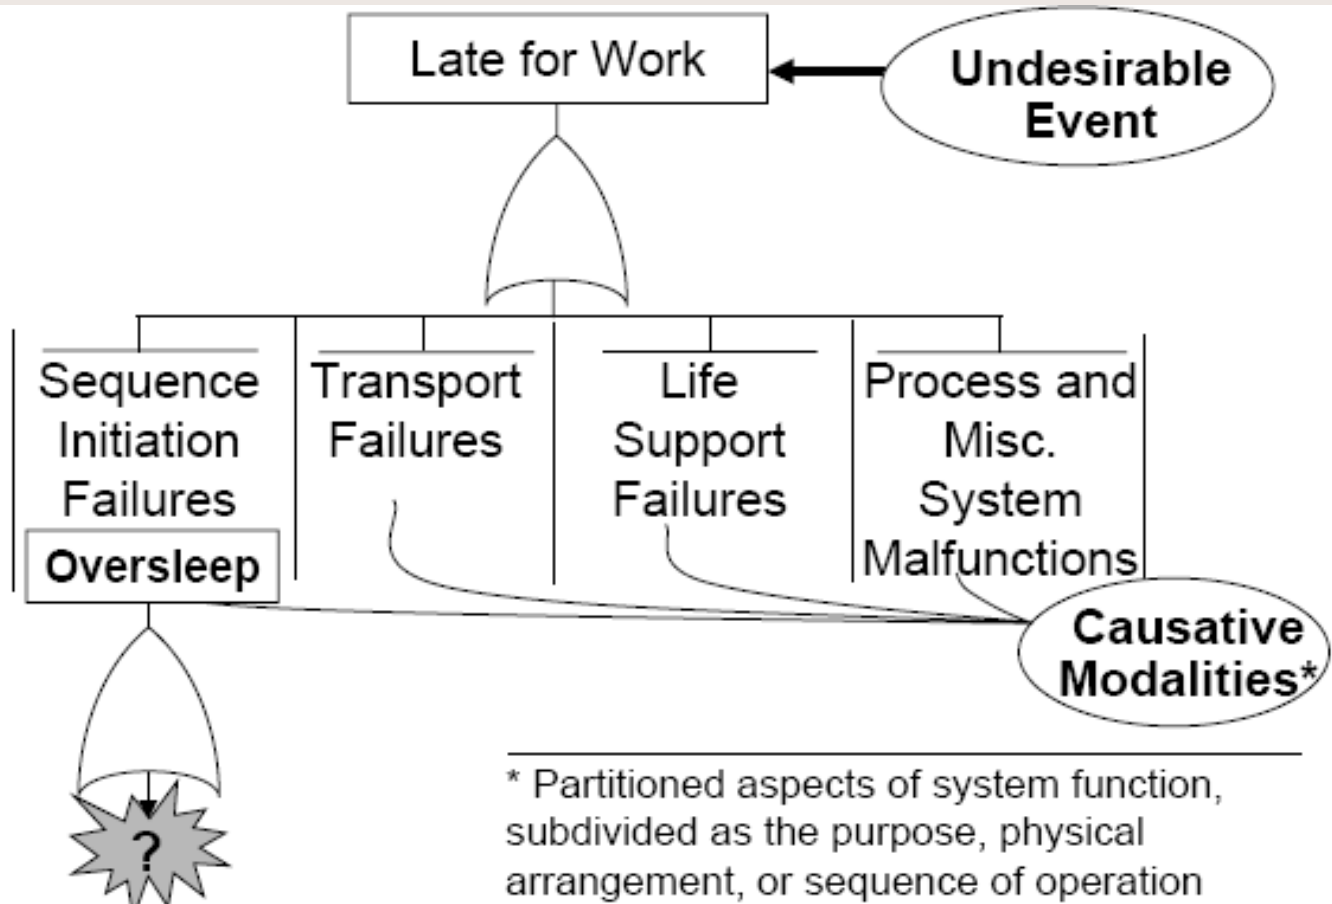 Late for Work
Undesirable
Event
Sequence
Initiation
Failures
Oversleep
Transport
Failures
Life
Support
Failures
Process and
Misc.
System
Malfunctions
Causative
Modalities*
?
* Partitioned aspects of system function,
subdivided as the purpose, physical
arrangement, or sequence of operation